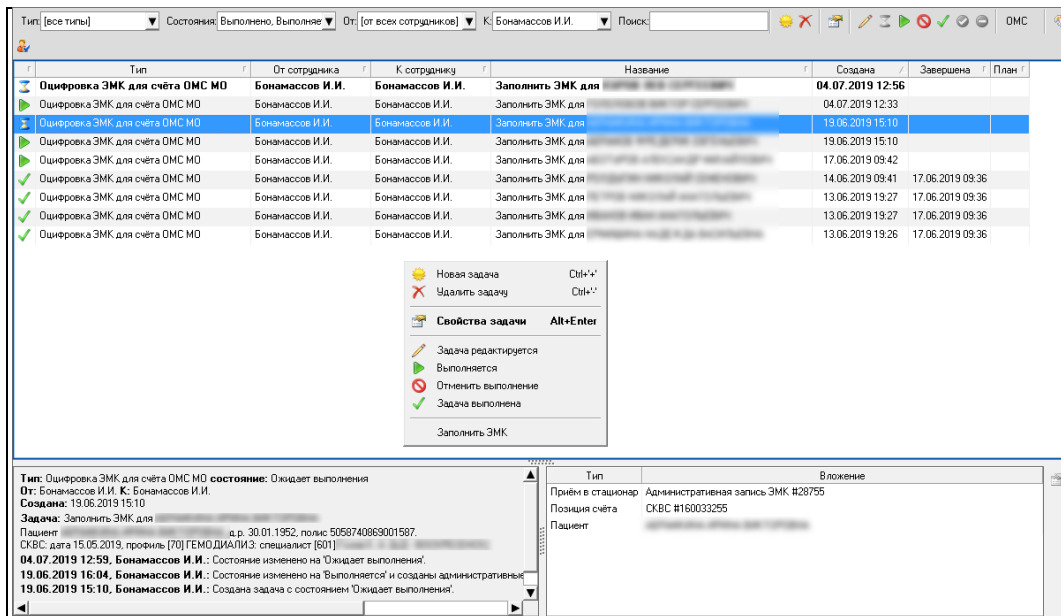 Тип: [все типы] Состояния: Выполнено, Выполняет От: [от всех сотрудников] К: Бонамассов И.И. Поиск: ОМС
Тип От сотрудника К сотруднику Название Создана Завершена План
Оцифровка ЭМК для счёта ОМС МО Бонамассов И.И. Бонамассов И.И. Заполнить ЭМК для 04.07.2019 12:56
Оцифровка ЭМК для счёта ОМС МО Бонамассов И.И. Бонамассов И.И. Заполнить ЭМК для 04.07.2019 12:33
Оцифровка ЭМК для счёта ОМС МО Бонамассов И.И. Бонамассов И.И. Заполнить ЭМК для 19.06.2019 15:10
Оцифровка ЭМК для счёта ОМС МО Бонамассов И.И. Бонамассов И.И. Заполнить ЭМК для 19.06.2019 15:10
Оцифровка ЭМК для счёта ОМС МО Бонамассов И.И. Бонамассов И.И. Заполнить ЭМК для 17.06.2019 09:42
Оцифровка ЭМК для счёта ОМС МО Бонамассов И.И. Бонамассов И.И. Заполнить ЭМК для 14.06.2019 09:41 17.06.2019 09:36
Оцифровка ЭМК для счёта ОМС МО Бонамассов И.И. Бонамассов И.И. Заполнить ЭМК для 13.06.2019 19:27 17.06.2019 09:36
Оцифровка ЭМК для счёта ОМС МО Бонамассов И.И. Бонамассов И.И. Заполнить ЭМК для 13.06.2019 19:27 17.06.2019 09:36
Оцифровка ЭМК для счёта ОМС МО Бонамассов И.И. Бонамассов И.И. Заполнить ЭМК для 13.06.2019 19:26 17.06.2019 09:36
Новая задача Ctrl+'+'
Удалить задачу Ctrl+'-'
Свойства задачи Alt+Enter
Задача редактируется
Выполняется
Отменить выполнение
Задача выполнена
Заполнить ЭМК
Тип: Оцифровка ЭМК для счёта ОМС МО состояние: Ожидает выполнения
От: Бонамассов И.И. К: Бонамассов И.И.
Создана: 19.06.2019 15:10
Задача: Заполнить ЭМК для
Пациент д.р. 30.01.1952, полис 5058740869001587.
СКВС: дата 15.05.2019, профиль [70] ГЕМОДИАЛИЗ: специалист [601]
04.07.2019 12:59, Бонамассов И.И.: Состояние изменено на 'Ожидает выполнения'.
19.06.2019 16:04, Бонамассов И.И.: Состояние изменено на 'Выполняется' и созданы административные
19.06.2019 15:10, Бонамассов И.И.: Создана задача с состоянием 'Ожидает выполнения'.
Тип Вложение
Приём в стационар Административная запись ЭМК #28755
Позиция счёта СКВС #160033255
Пациент